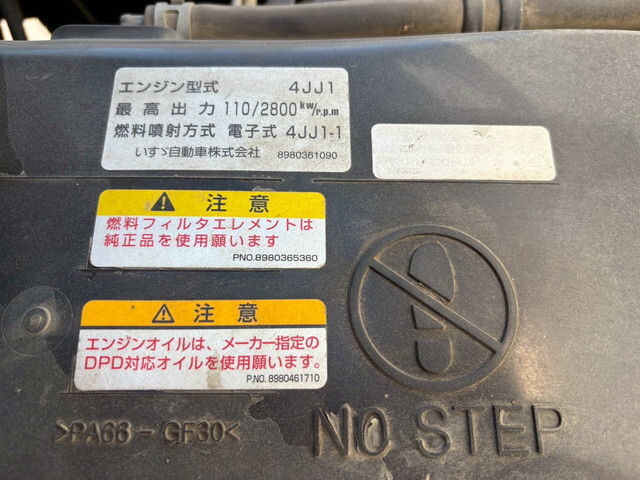 エンジン型式 4JJ1
最高出力 110/2800kw/r.p.m
燃料噴射方式 電子式 4JJ1-1
いすゞ自動車株式会社 8980361090
注意
燃料フィルタエレメントは
純正品を使用願います
PNO.8980365360
注意
エンジンオイルは、メーカー指定の
DPD対応オイルを使用願います。
P.NO. 8980461710
>PA66-GF30<
NO STEP